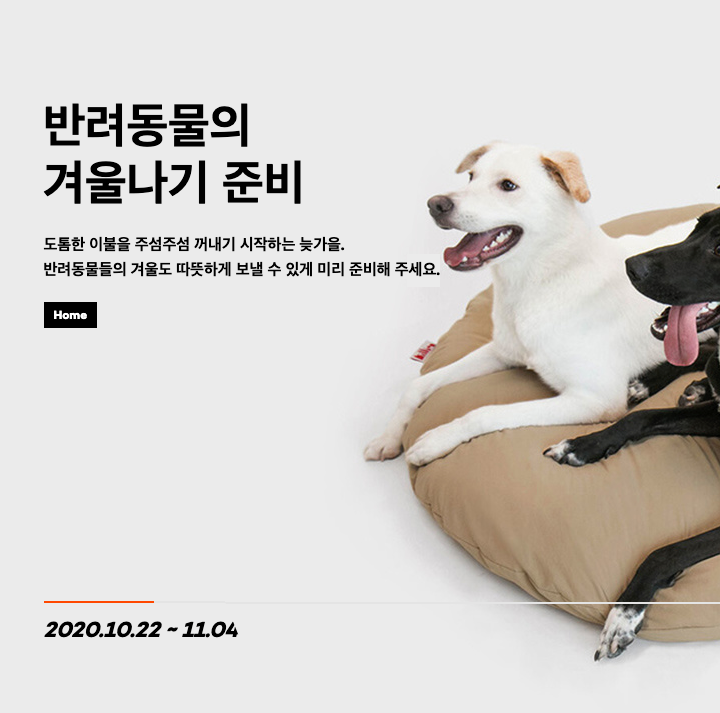 반려동물의
겨울나기 준비
도톰한 이불을 주섬주섬 꺼내기 시작하는 늦가을.
반려동물들의 겨울도 따뜻하게 보낼 수 있게 미리 준비해 주세요.
Home
2020.10.22 ~ 11.04